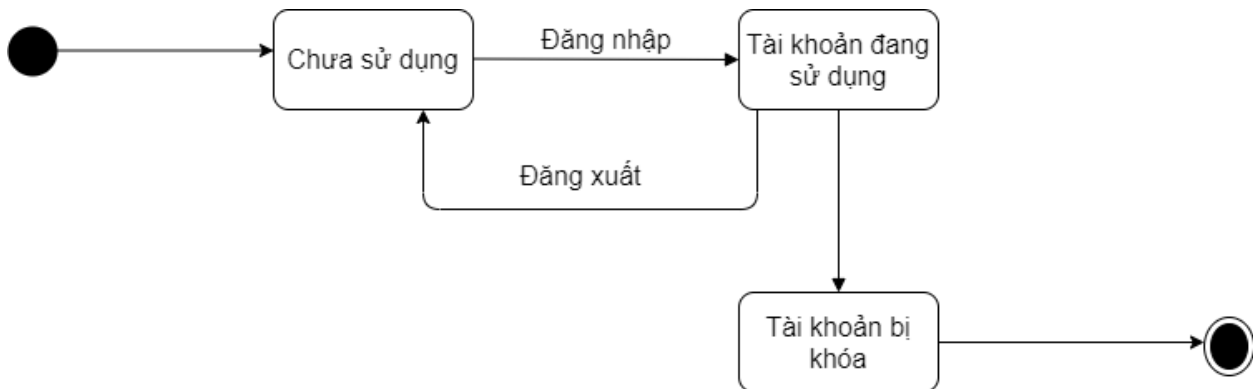 Chưa sử dụng
Đăng nhập
Tài khoản đang
sử dụng
Đăng xuất
Tài khoản bị
khóa